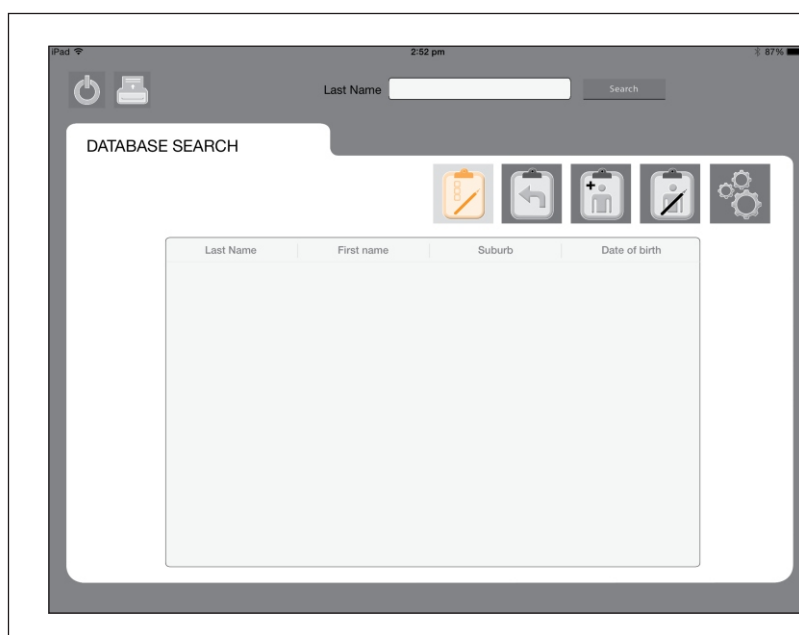 iPad 2:52 pm 87%
Last Name Search
DATABASE SEARCH
Last Name First name Suburb Date of birth